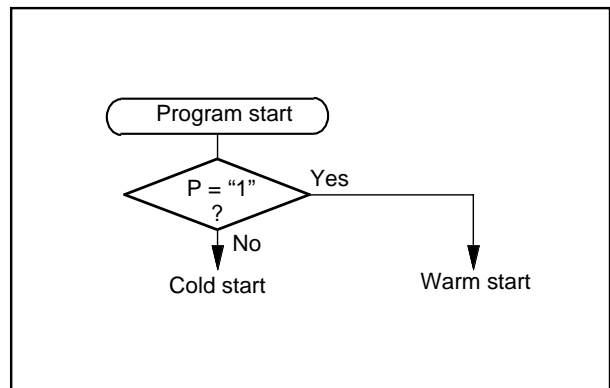 Program start
P = “1”
?
Yes
No
Cold start
Warm start